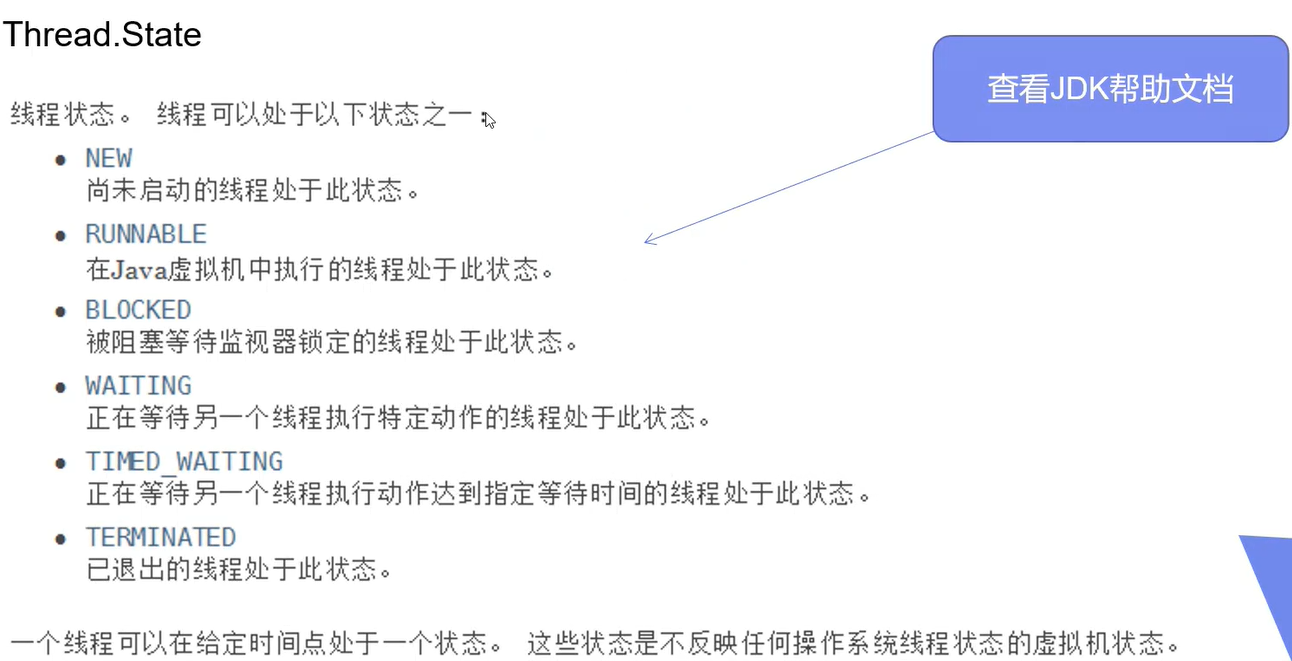 Thread.State
查看JDK帮助文档
线程状态。 线程可以处于以下状态之一：
NEW
尚未启动的线程处于此状态。
RUNNABLE
在Java虚拟机中执行的线程处于此状态。
BLOCKED
被阻塞等待监视器锁定的线程处于此状态。
WAITING
正在等待另一个线程执行特定动作的线程处于此状态。
TIMED_WAITING
正在等待另一个线程执行动作达到指定等待时间的线程处于此状态。
TERMINATED
已退出的线程处于此状态。
一个线程可以在给定时间点处于一个状态。 这些状态是不反映任何操作系统线程状态的虚拟机状态。